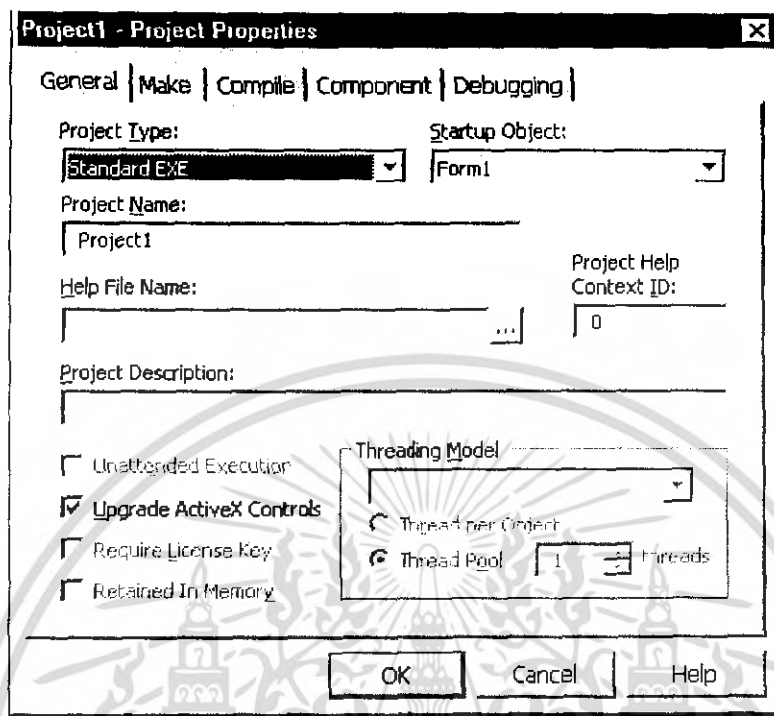 Project1 - Project Properties
General Make Compile Component Debugging
Project Type: Startup Object:
Standard EXE Form1
Project Name:
Project1
Project Help
Help File Name: Context ID:
... 0
Project Description:
Threading Model
Unattended Execution
Upgrade ActiveX Controls
Thread per Object
Require License Key
Thread Pool 1 threads
Retained In Memory
OK Cancel Help